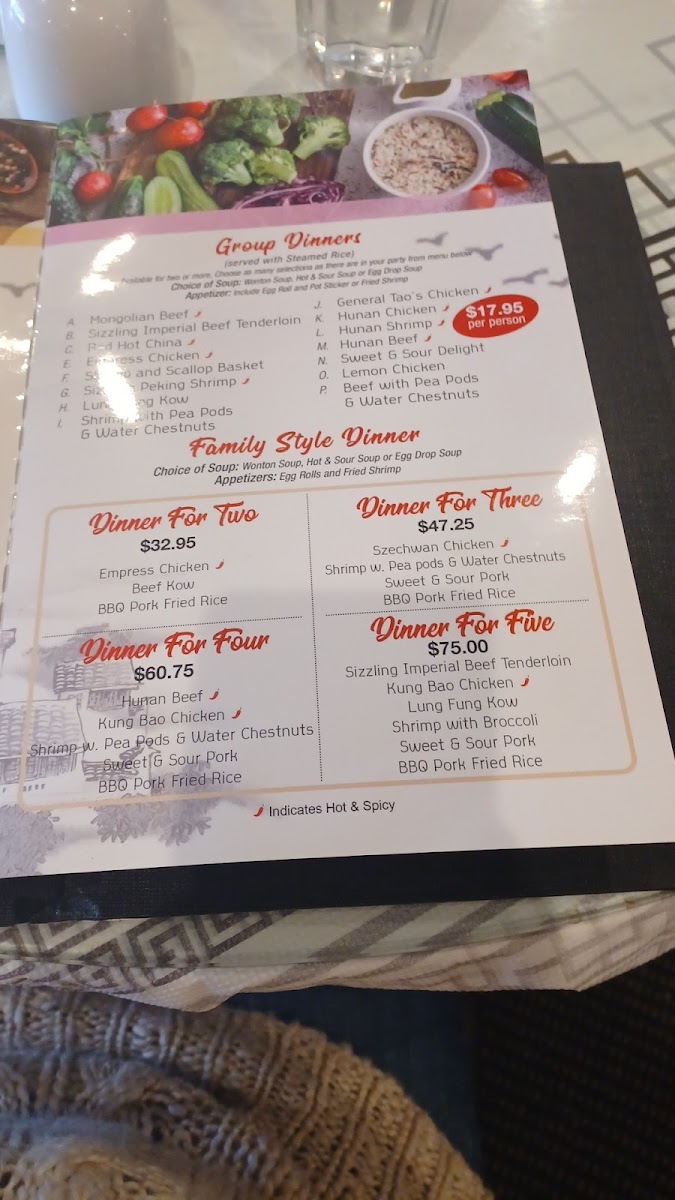 Group Dinners
(served with Steamed Rice)
Available for two or more, Choose as many selections as there are in your party from menu below
Choice of Soup: Wonton Soup, Hot & Sour Soup or Egg Drop Soup
Appetizer: Include Egg Roll and Pot Sticker or Fried Shrimp
A. Mongolian Beef
B. Sizzling Imperial Beef Tenderloin
C. Red Hot China
E. Empress Chicken
F. and Scallop Basket
G. Peking Shrimp
H. Lung Fung Kow
I. Shrimp with Pea Pods
& Water Chestnuts
J. General Tao's Chicken
K. Hunan Chicken
L. Hunan Shrimp
M. Hunan Beef
N. Sweet & Sour Delight
O. Lemon Chicken
P. Beef with Pea Pods
& Water Chestnuts
$17.95
per person
Family Style Dinner
Choice of Soup: Wonton Soup, Hot & Sour Soup or Egg Drop Soup
Appetizers: Egg Rolls and Fried Shrimp
Dinner For Two
$32.95
Empress Chicken
Beef Kow
BBQ Pork Fried Rice
Dinner For Three
$47.25
Szechwan Chicken
Shrimp w. Pea pods & Water Chestnuts
Sweet & Sour Pork
BBQ Pork Fried Rice
Dinner For Four
$60.75
Hunan Beef
Kung Bao Chicken
Shrimp w. Pea Pods & Water Chestnuts
Sweet & Sour Pork
BBQ Pork Fried Rice
Dinner For Five
$75.00
Sizzling Imperial Beef Tenderloin
Kung Bao Chicken
Lung Fung Kow
Shrimp with Broccoli
Sweet & Sour Pork
BBQ Pork Fried Rice
Indicates Hot & Spicy